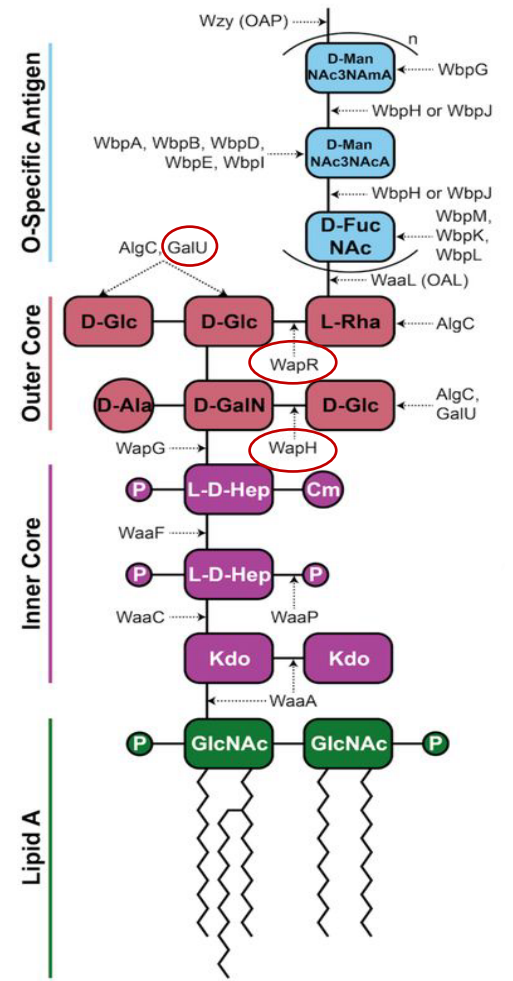 Wzy (OAP)
n
D-Man
NAc3NAmA
WbpG
WbpH or WbpJ
WbpA, WbpB, WbpD,
WbpE, WbpI
D-Man
NAc3NAcA
WbpH or WbpJ
D-Fuc
NAc
WbpM,
WbpK,
WbpL
O-Specific Antigen
AlgC, GalU
WaaL (OAL)
D-Glc
D-Glc
L-Rha
AlgC
WapR
Outer Core
D-Ala
D-GalN
D-Glc
AlgC,
GalU
WapG
WapH
P
L-D-Hep
Cm
WaaF
Inner Core
P
L-D-Hep
P
WaaC
WaaP
Kdo
Kdo
WaaA
P
GlcNAc
GlcNAc
P
Lipid A